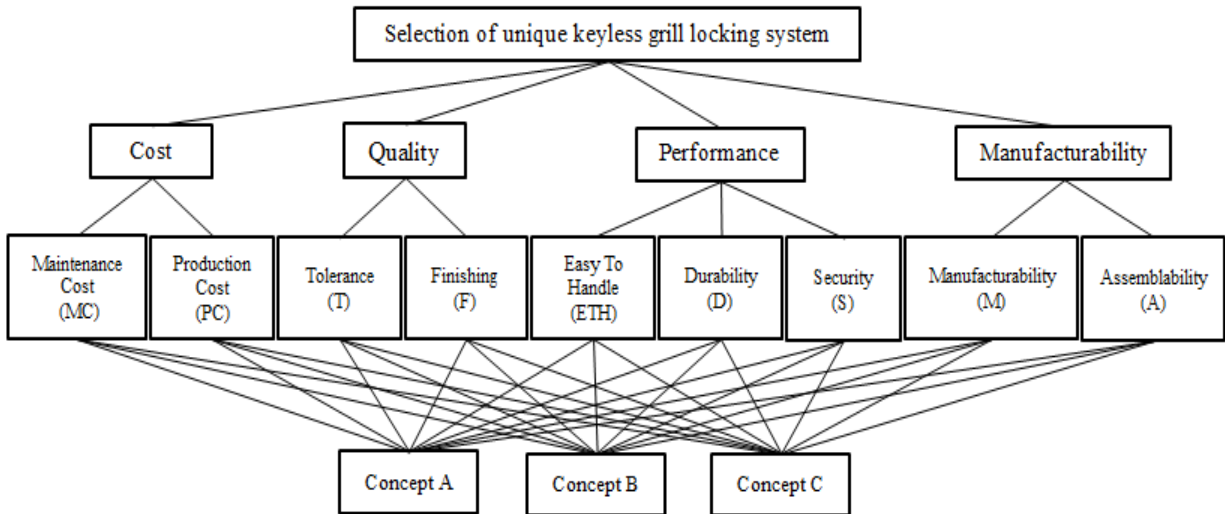 Selection of unique keyless grill locking system
Cost
Quality
Performance
Manufacturability
Maintenance
Cost
(MC)
Production
Cost
(PC)
Tolerance
(T)
Finishing
(F)
Easy To
Handle
(ETH)
Durability
(D)
Security
(S)
Manufacturability
(M)
Assemblability
(A)
Concept A
Concept B
Concept C